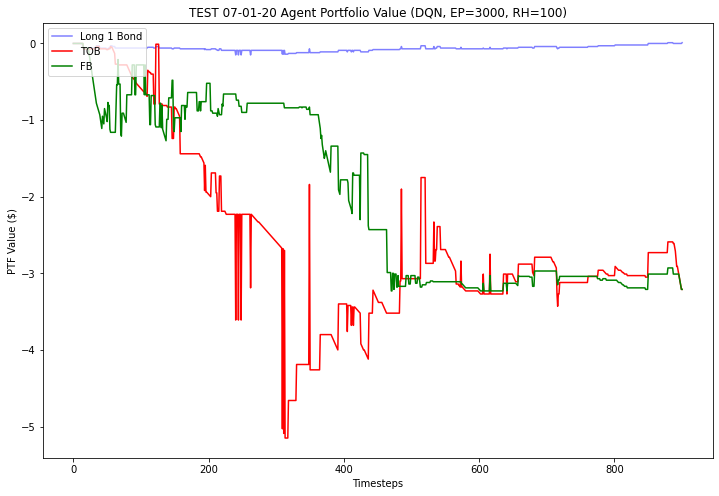 TEST 07-01-20 Agent Portfolio Value (DQN, EP=3000, RH=100)
Long 1 Bond
TOB
FB
PTF Value ($)
0
−1
−2
−3
−4
−5
0 200 400 600 800
Timesteps